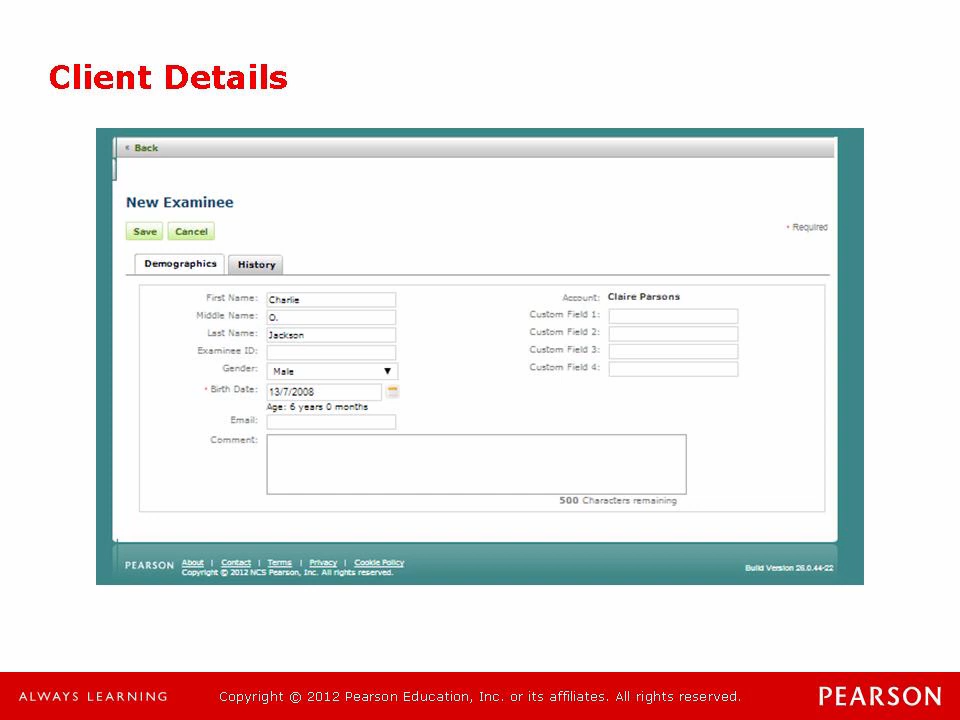 Client Details
« Back
New Examinee
Save Cancel
• Required
Demographics History
First Name: Charlie
Account: Claire Parsons
Middle Name: O.
Custom Field 1:
Last Name: Jackson
Custom Field 2:
Examinee ID:
Custom Field 3:
Gender: Male
Custom Field 4:
• Birth Date: 13/7/2008
Age: 6 years 0 months
Email:
Comment:
500 Characters remaining
PEARSON About | Contact | Terms | Privacy | Cookie Policy
Copyright © 2012 NCS Pearson, Inc. All rights reserved.
Build Version 26.0.44-22
ALWAYS LEARNING
Copyright © 2012 Pearson Education, Inc. or its affiliates. All rights reserved.
PEARSON